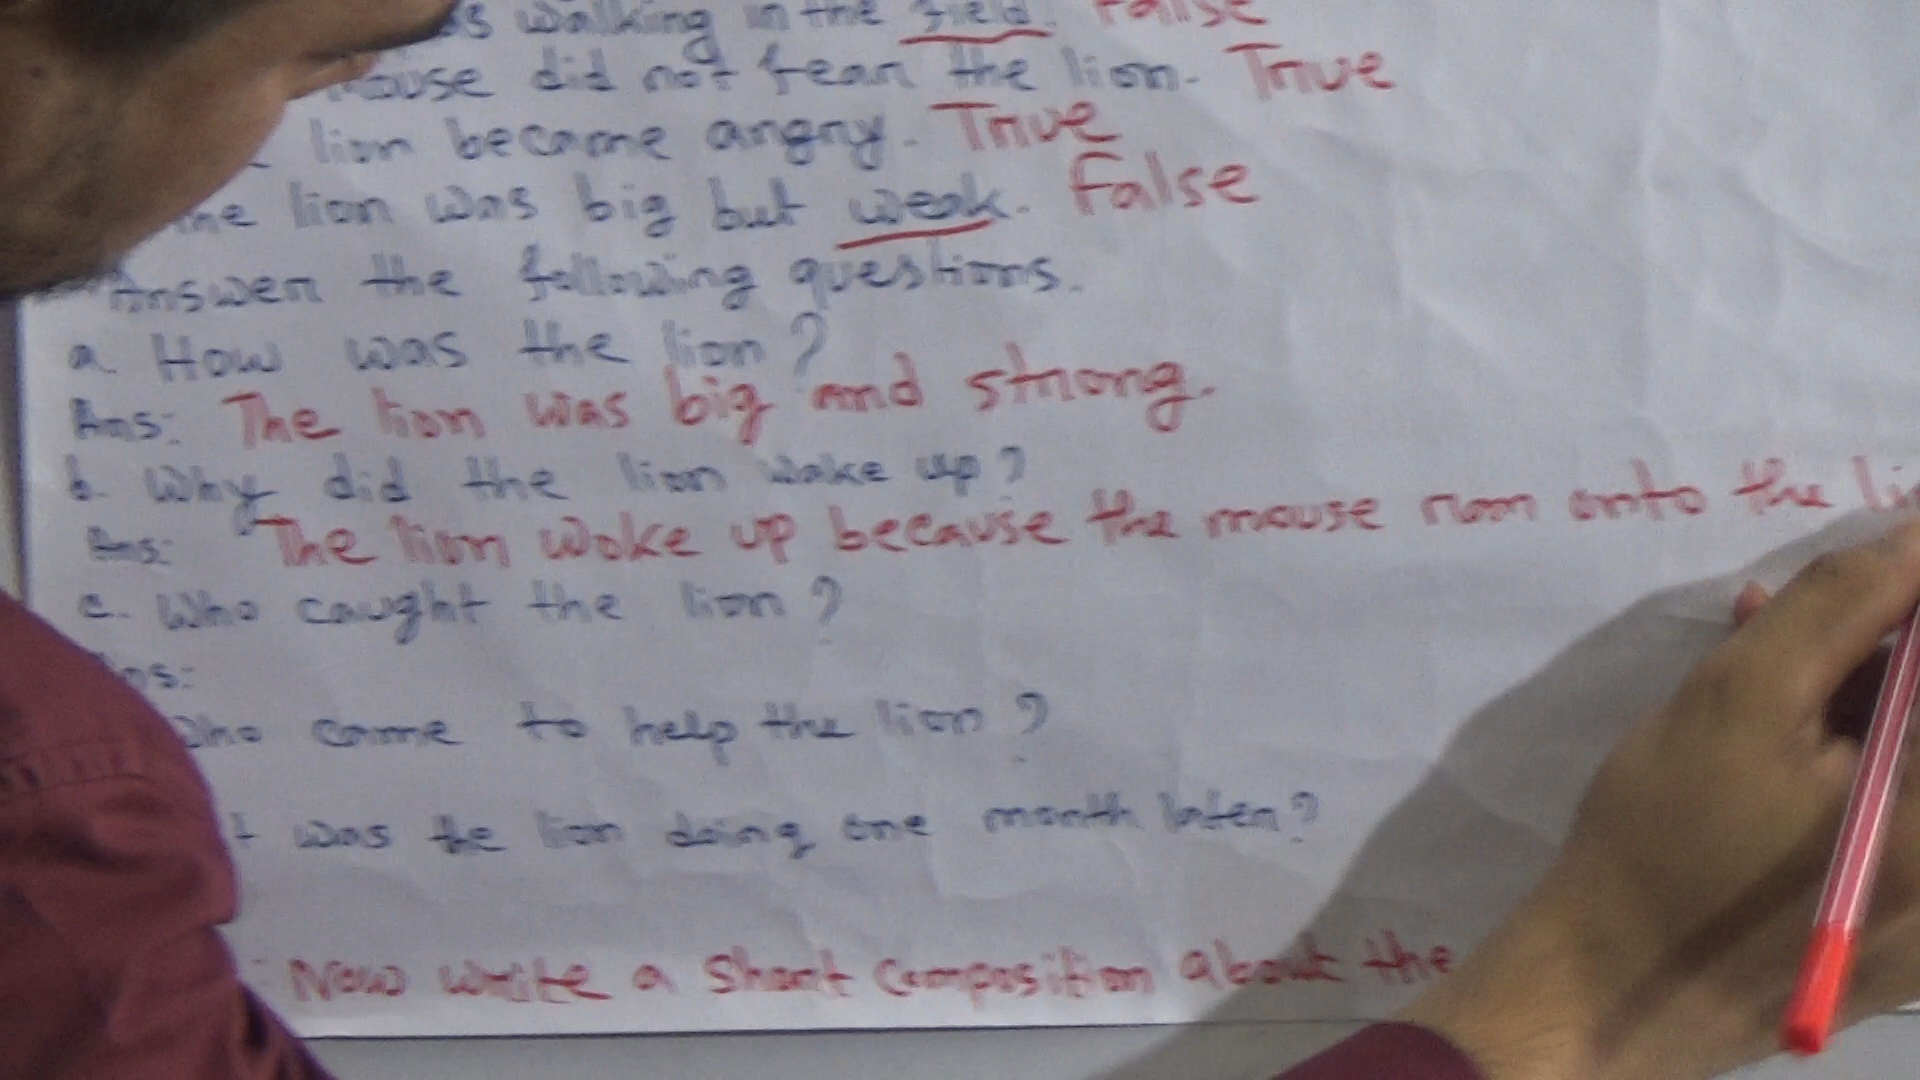 walking in the field. False
mouse did not fear the lion. True
lion became angry. True
the lion was big but weak. False
Answer the following questions.
a. How was the lion?
Ans: The lion was big and strong.
b. Why did the lion wake up?
Ans: The lion woke up because the mouse ran onto the
c. Who caught the lion?
Ans:
Who came to help the lion?
was the lion doing one month later?
Now write a short composition about the